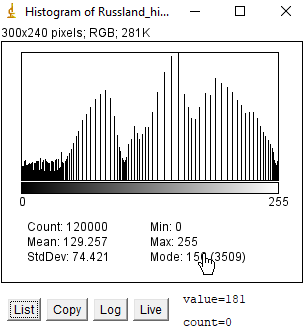 Histogram of Russland_hi...
300x240 pixels; RGB; 281K
0 255
Count: 120000 Min: 0
Mean: 129.257 Max: 255
StdDev: 74.421 Mode: (3509)
List Copy Log Live
value=181
count=0